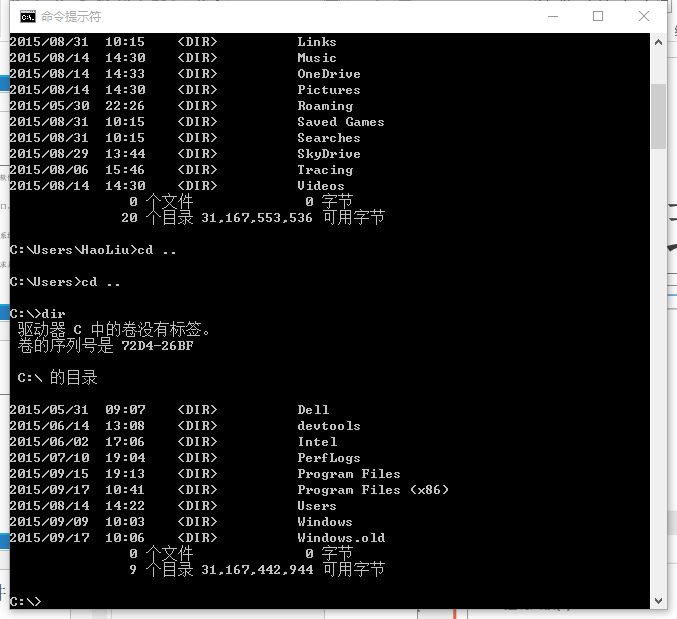 命令提示符
2015/08/31  10:15    <DIR>          Links
2015/08/14  14:30    <DIR>          Music
2015/08/14  14:33    <DIR>          OneDrive
2015/08/14  14:30    <DIR>          Pictures
2015/05/30  22:26    <DIR>          Roaming
2015/08/31  10:15    <DIR>          Saved Games
2015/08/31  10:15    <DIR>          Searches
2015/08/29  13:44    <DIR>          SkyDrive
2015/08/06  15:46    <DIR>          Tracing
2015/08/14  14:30    <DIR>          Videos
0 个文件              0 字节
20 个目录 31,167,553,536 可用字节
C:\Users\HaoLiu>cd ..
C:\Users>cd ..
C:\>dir
驱动器 C 中的卷没有标签。
卷的序列号是 72D4-26BF
C:\ 的目录
2015/05/31  09:07    <DIR>          Dell
2015/06/14  13:08    <DIR>          devtools
2015/06/02  17:06    <DIR>          Intel
2015/07/10  19:04    <DIR>          PerfLogs
2015/09/15  19:13    <DIR>          Program Files
2015/09/17  10:41    <DIR>          Program Files (x86)
2015/08/14  14:22    <DIR>          Users
2015/09/09  10:03    <DIR>          Windows
2015/09/17  10:06    <DIR>          Windows.old
0 个文件              0 字节
9 个目录 31,167,442,944 可用字节
C:\>